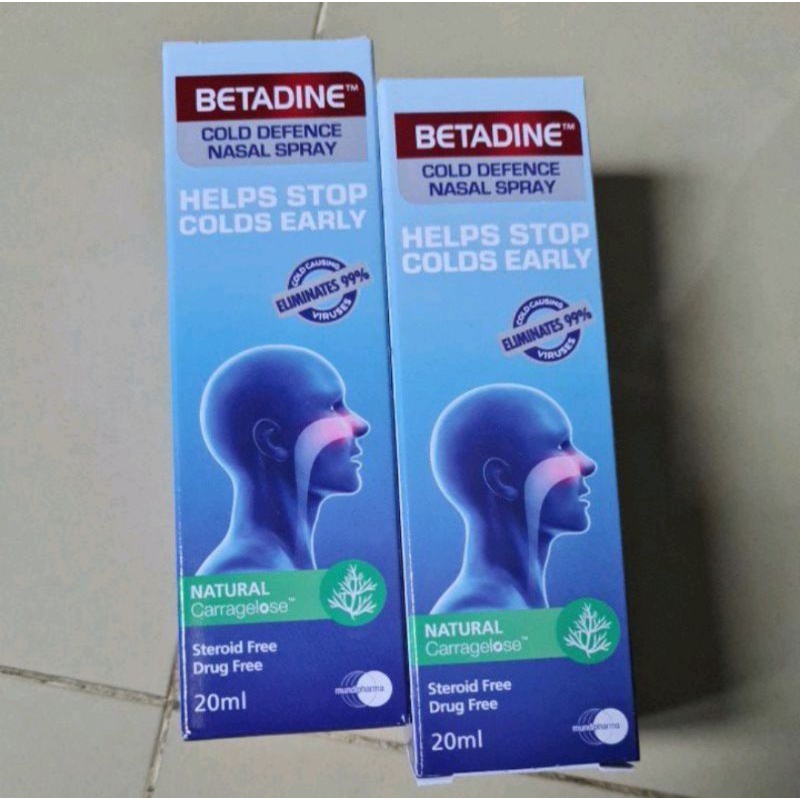 BETADINE™
COLD DEFENCE
NASAL SPRAY
HELPS STOP
COLDS EARLY
COLD CAUSING
ELIMINATES 99%
VIRUSES
NATURAL
Carragelose™
Steroid Free
Drug Free
20ml
mundipharma
BETADINE™
COLD DEFENCE
NASAL SPRAY
HELPS STOP
COLDS EARLY
COLD CAUSING
ELIMINATES 99%
VIRUSES
NATURAL
Carragelose™
Steroid Free
Drug Free
20ml
mundipharma